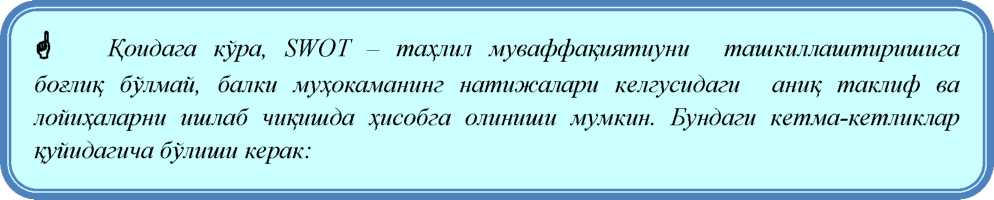 ☝ Қоидага кўра, SWOT – таҳлил муваффақиятиуни ташкиллаштиришига
боғлиқ бўлмай, балки муҳокаманинг натижалари келгусидаги аниқ таклиф ва
лойиҳаларни ишлаб чиқишда ҳисобга олиниши мумкин. Бундаги кетма-кетликлар
қуйидагича бўлиши керак: